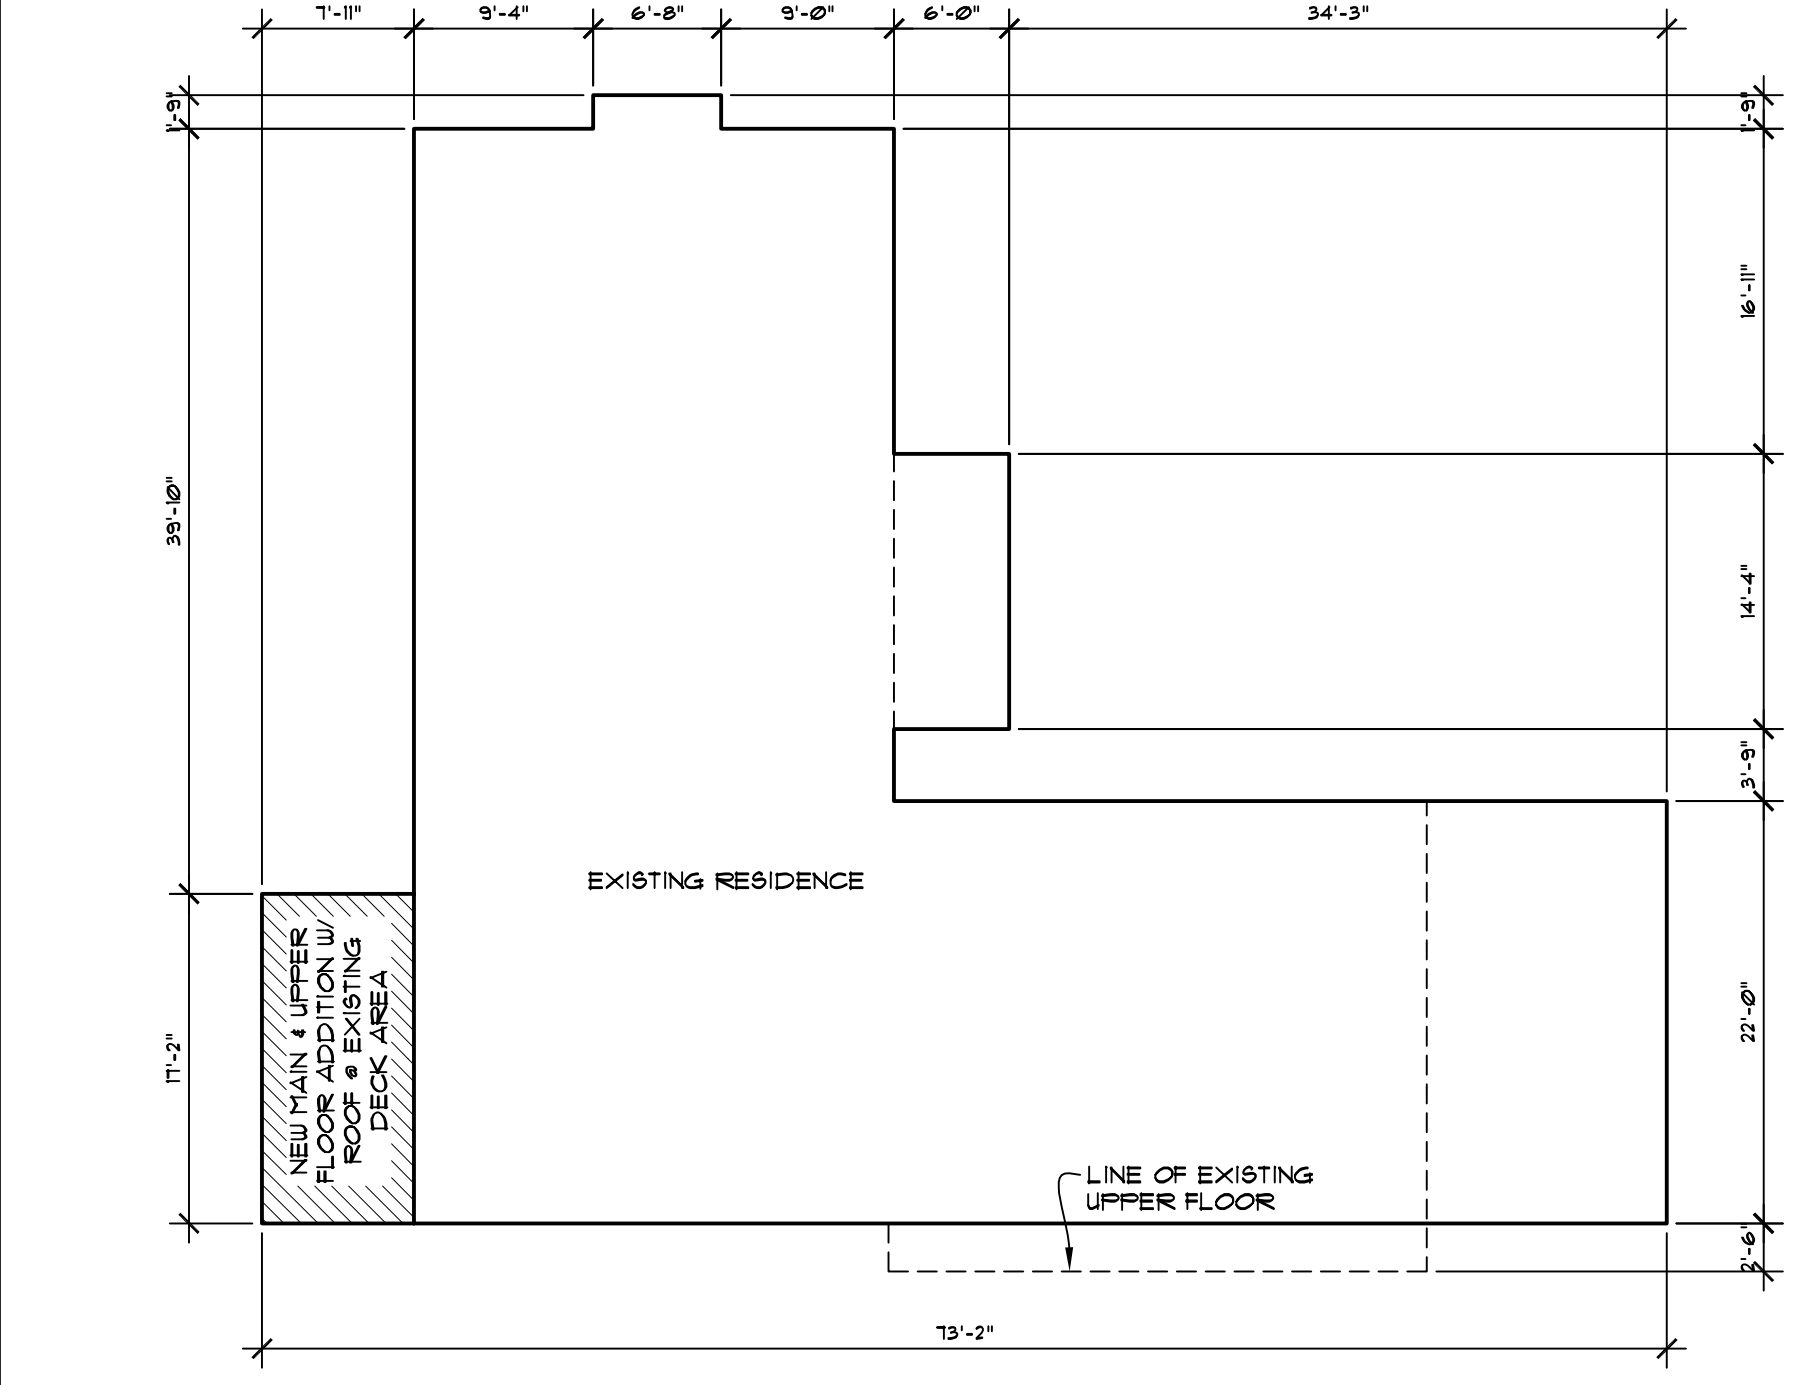 7'-11" 9'-4" 6'-8" 9'-0" 6'-0" 34'-3"
1'-9"
1'-9"
16'-11"
39'-10"
14'-4"
3'-9"
EXISTING RESIDENCE
NEW MAIN & UPPER
FLOOR ADDITION W/
ROOF @ EXISTING
DECK AREA
17'-2"
22'-0"
LINE OF EXISTING
UPPER FLOOR
2'-6"
73'-2"